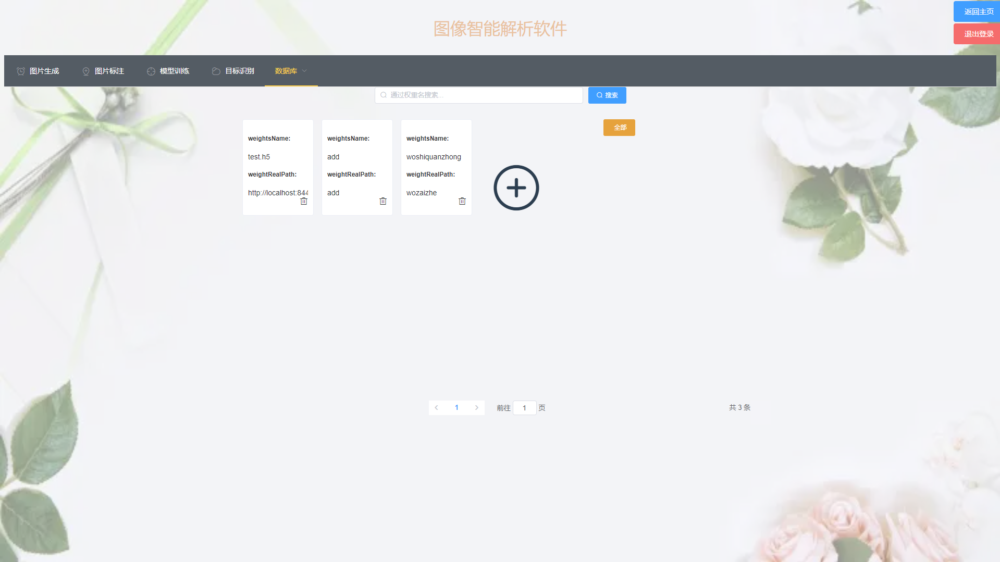 返回主页
图像智能解析软件
退出登录
图片生成 图片标注 模型训练 目标识别 数据库
通过权重名搜索... 搜索
全部
weightsName: weightsName: weightsName:
test.h5 add woshiquanzhong
weightRealPath: weightRealPath: weightRealPath:
http://localhost:844 add wozaizhe
1 前往 1 页 共 3 条